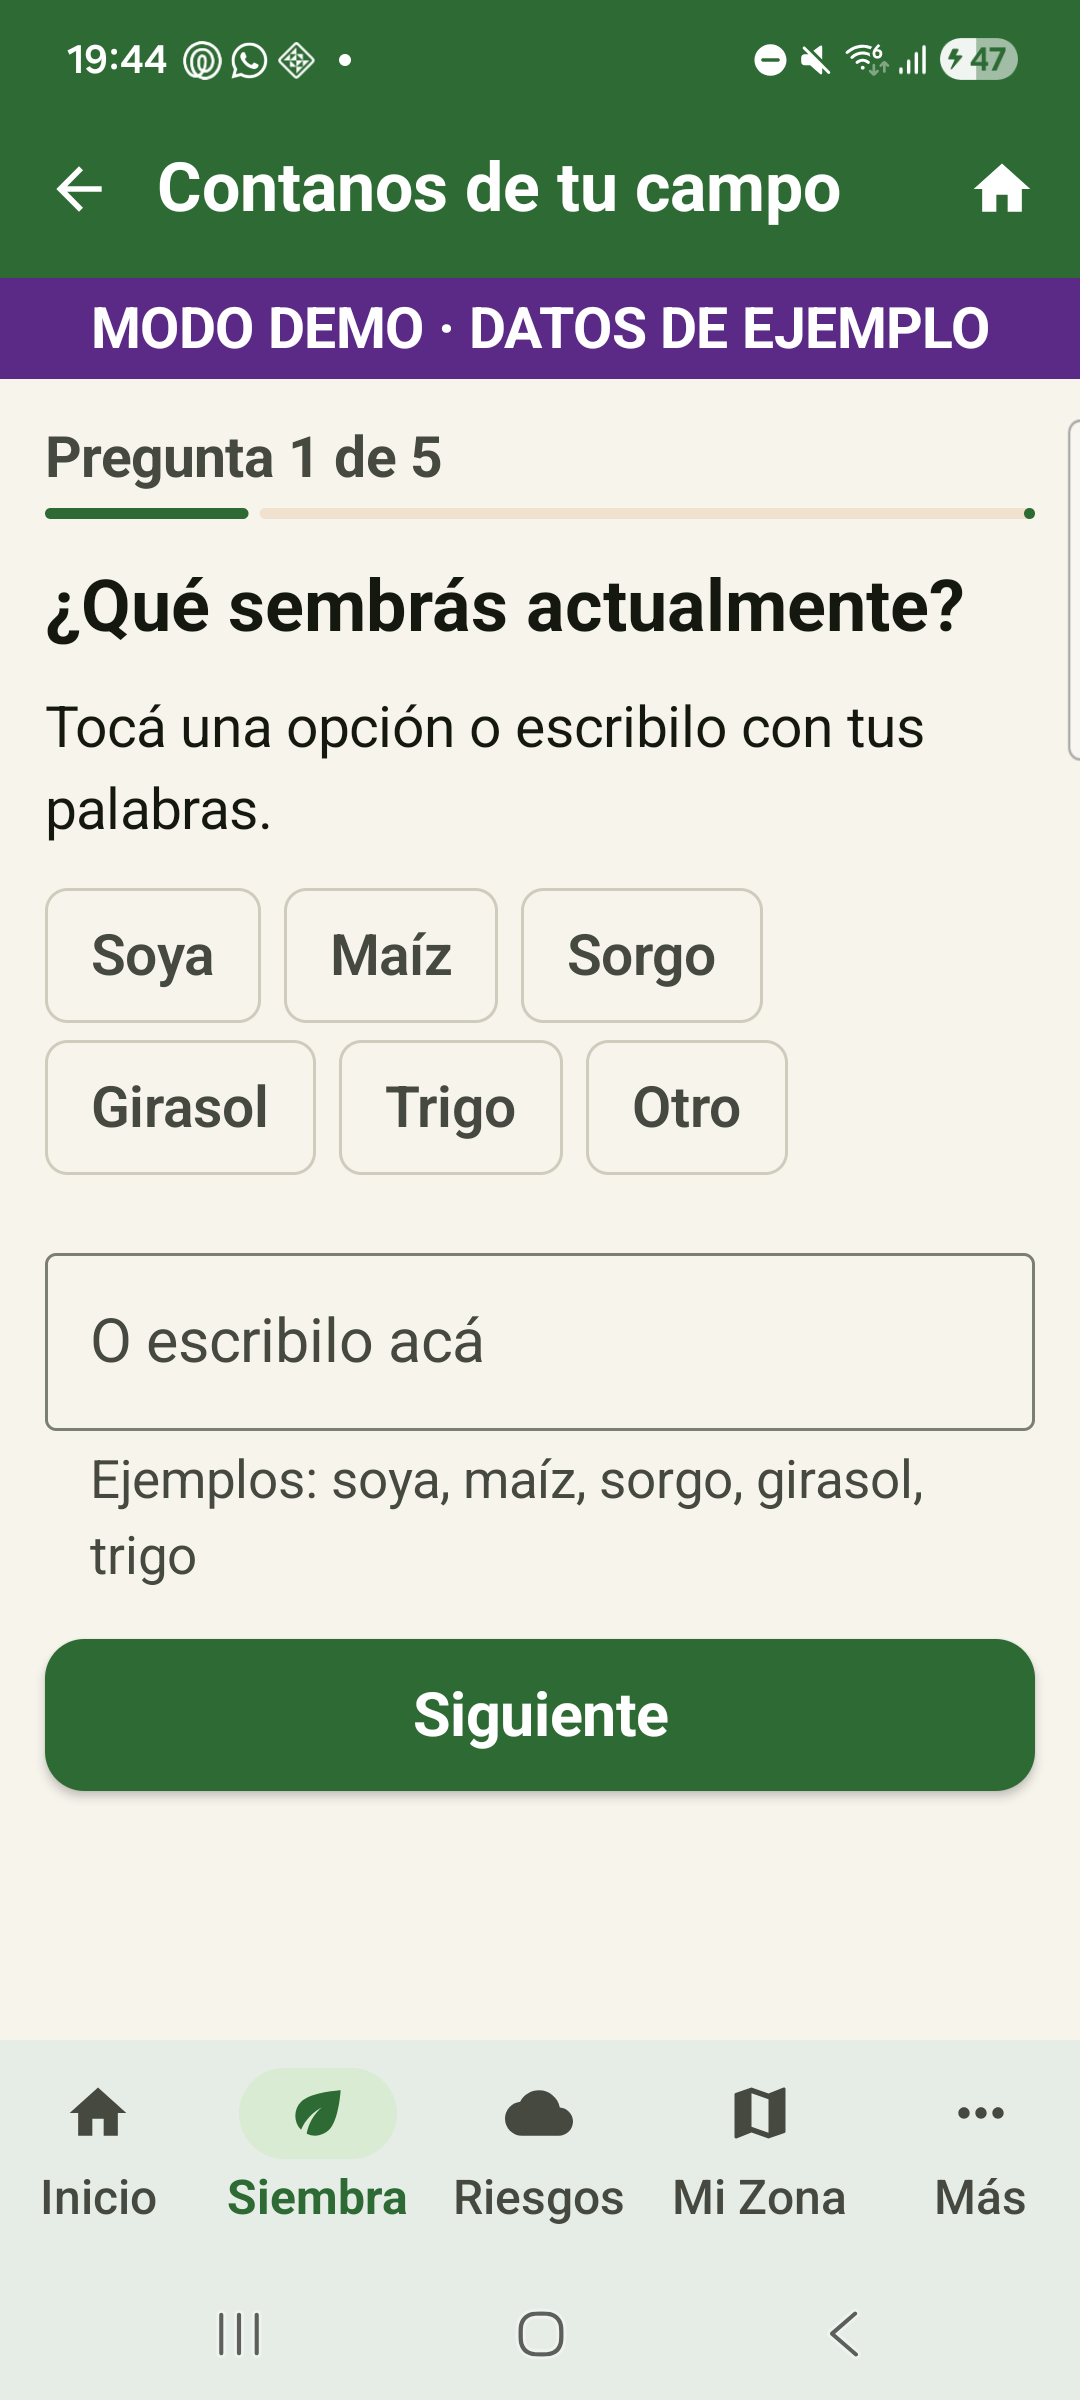 19:44
6
47
Contanos de tu campo
MODO DEMO · DATOS DE EJEMPLO
Pregunta 1 de 5
¿Qué sembrás actualmente?
Tocá una opción o escribilo con tus
palabras.
Soya
Maíz
Sorgo
Girasol
Trigo
Otro
O escribilo acá
Ejemplos: soya, maíz, sorgo, girasol,
trigo
Siguiente
Inicio
Siembra
Riesgos
Mi Zona
Más